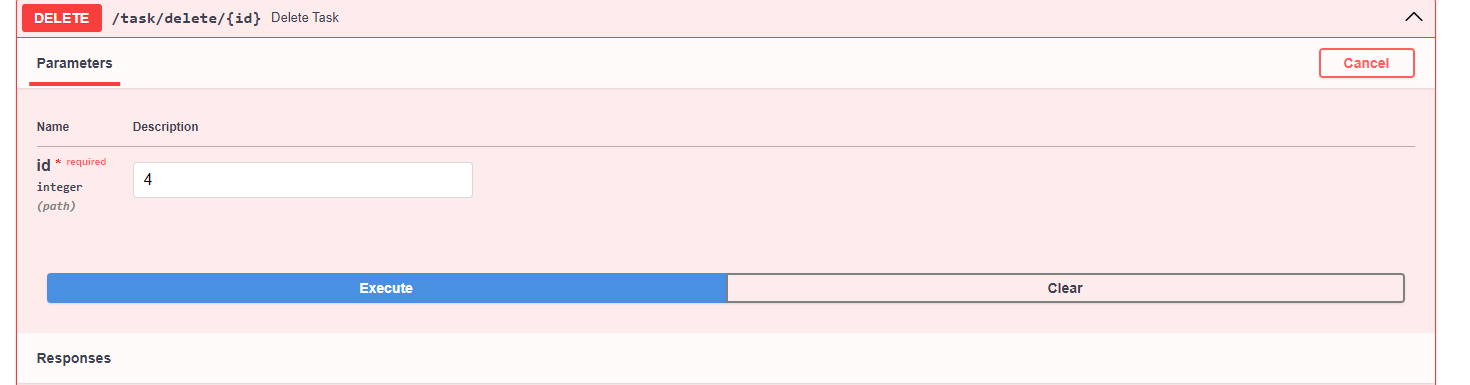 DELETE /task/delete/{id} Delete Task
Parameters Cancel
Name Description
id * required
integer
(path)
4
Execute Clear
Responses